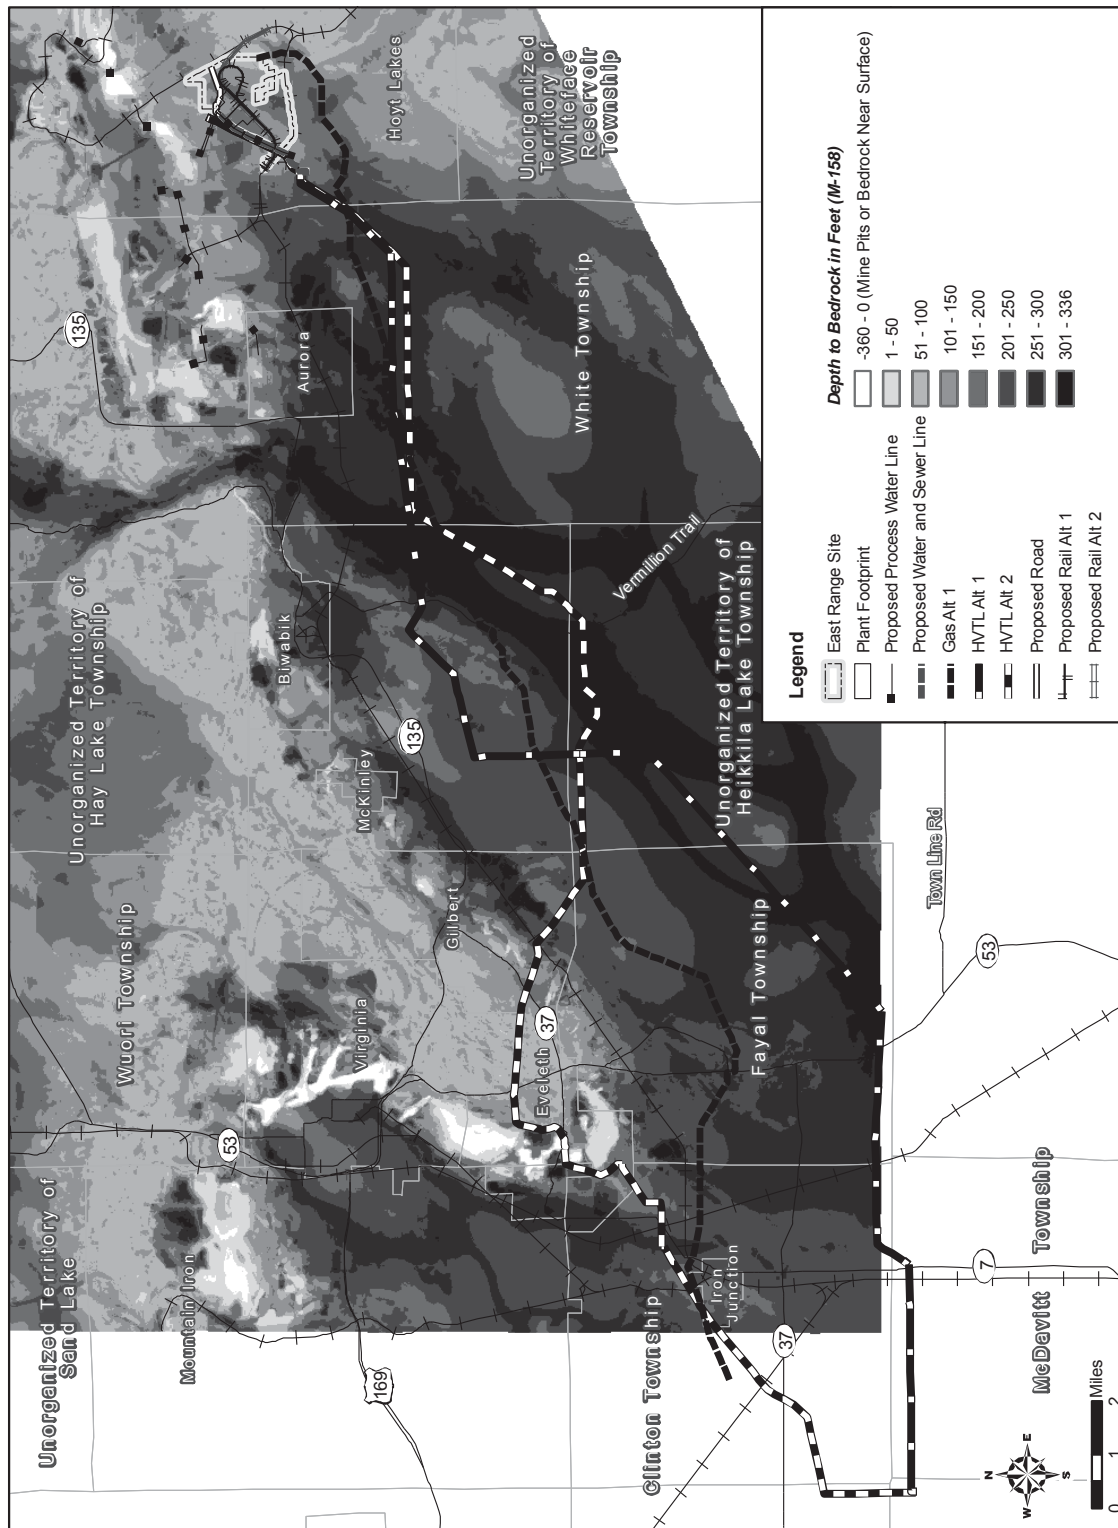 Unorganized Territory of
Sand Lake
Mountain Iron
53
169
Wuori Township
Virginia
Unorganized Territory of
Hay Lake Township
Biwabik
McKinley
Gilbert
135
135
Aurora
Hoyt Lakes
Unorganized
Territory of
Whiteface
Reservoir
Township
White Township
Vermillion Trail
Unorganized Territory of
Heikkila Lake Township
37
Eveleth
Fayal Township
Clinton Township
Iron
Junction
37
7
McDavitt Township
53
Town Line Rd
N
E
S
W
0 1 2
Miles
Legend
East Range Site
Plant Footprint
Proposed Process Water Line
Proposed Water and Sewer Line
Gas Alt 1
HVTL Alt 1
HVTL Alt 2
Proposed Road
Proposed Rail Alt 1
Proposed Rail Alt 2
Depth to Bedrock in Feet (M-158)
-360 - 0 (Mine Pits or Bedrock Near Surface)
1 - 50
51 - 100
101 - 150
151 - 200
201 - 250
251 - 300
301 - 336